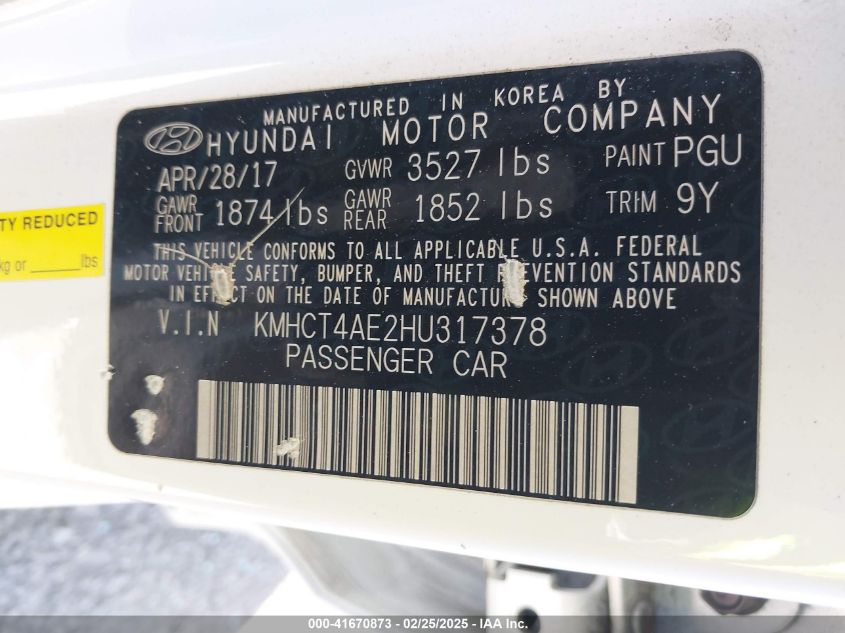 MANUFACTURED IN KOREA BY
HYUNDAI MOTOR COMPANY
APR/28/17 GVWR 3527 lbs PAINT PGU
GAWR FRONT 1874 lbs GAWR REAR 1852 lbs TRIM 9Y
THIS VEHICLE CONFORMS TO ALL APPLICABLE U.S.A. FEDERAL
MOTOR VEHICLE SAFETY, BUMPER, AND THEFT PREVENTION STANDARDS
IN EFFECT ON THE DATE OF MANUFACTURE SHOWN ABOVE
V.I.N KMHCT4AE2HU317378
PASSENGER CAR
TY REDUCED
kg or ______ lbs
000-41670873 - 02/25/2025 - IAA Inc.